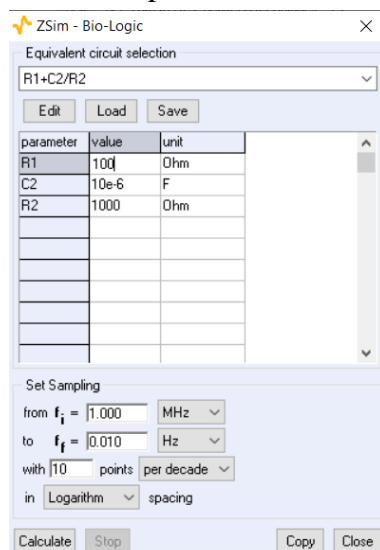 ZSim - Bio-Logic
Equivalent circuit selection
R1+C2/R2
Edit Load Save
parameter value unit
R1 100 Ohm
C2 10e-6 F
R2 1000 Ohm
Set Sampling
from fi = 1.000 MHz
to ff = 0.010 Hz
with 10 points per decade
in Logarithm spacing
Calculate Stop Copy Close